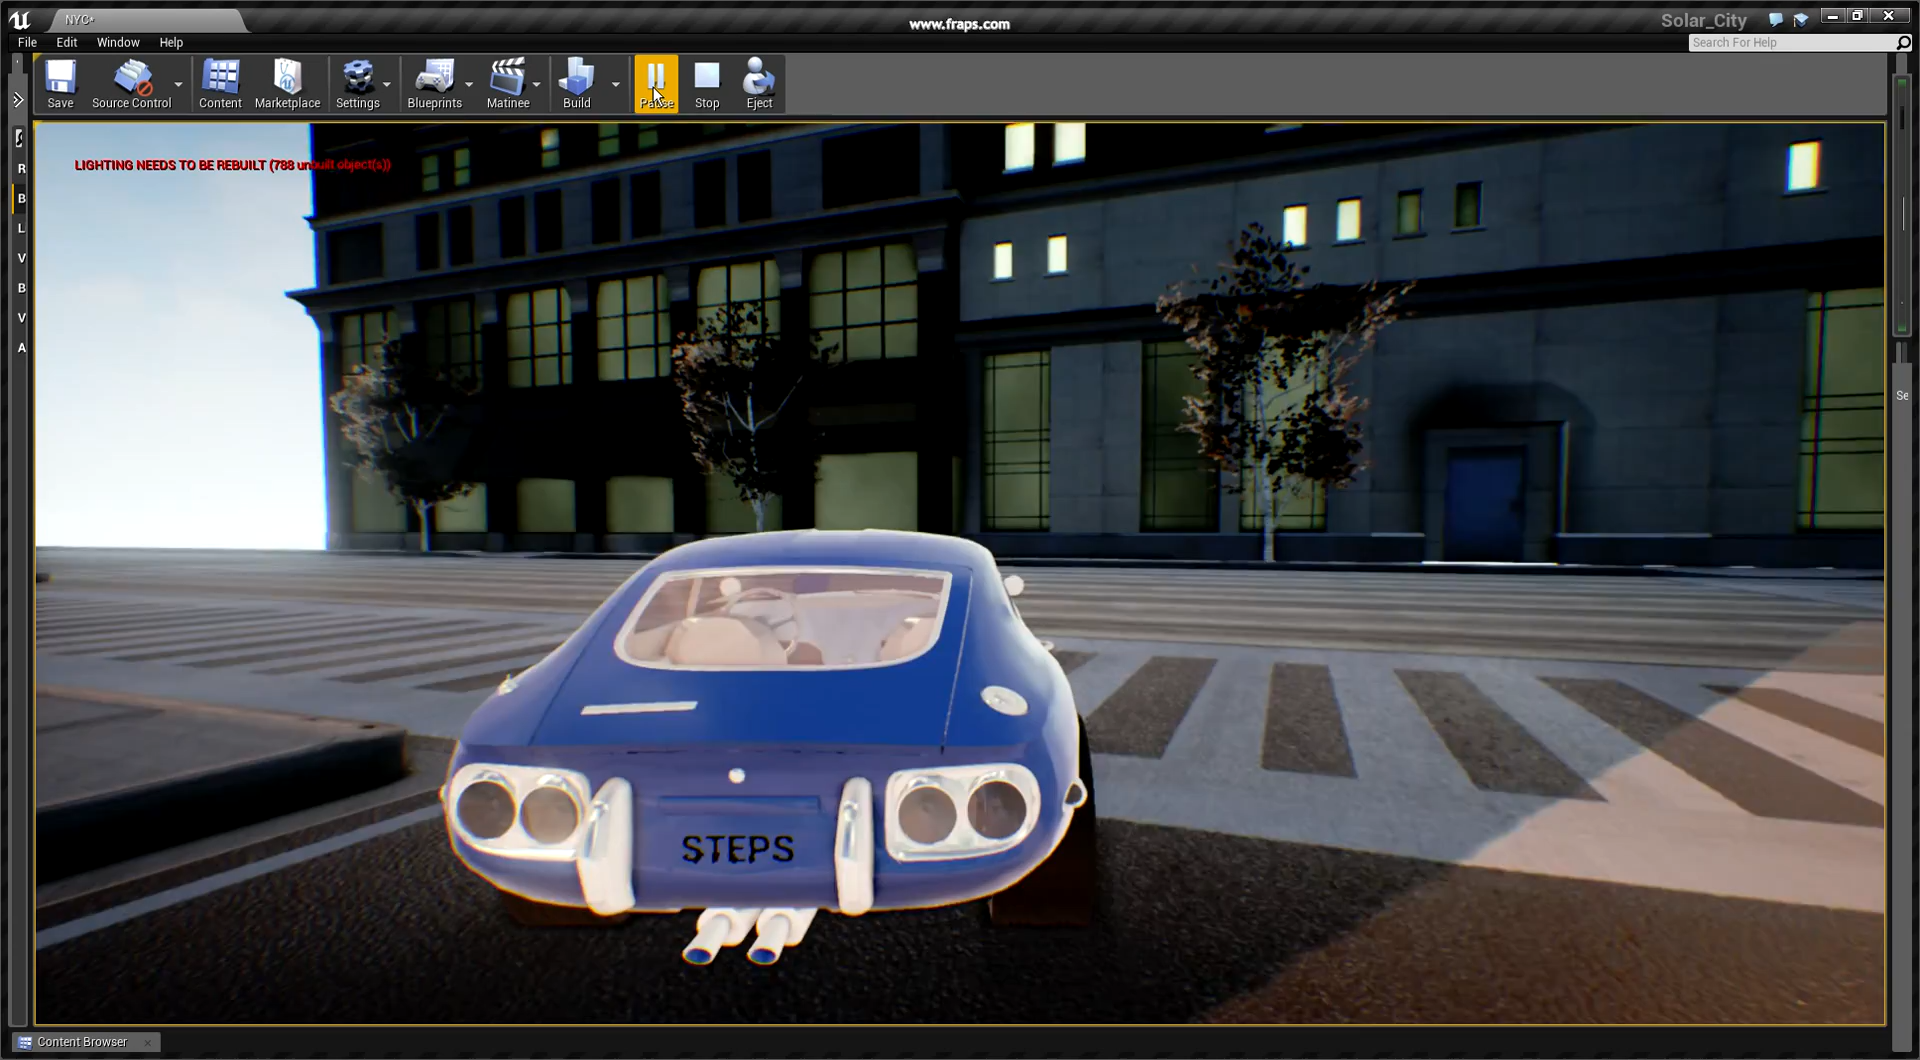 NYC*
www.fraps.com
Solar_City
File Edit Window Help
Search For Help
Save Source Control Content Marketplace Settings Blueprints Matinee Build Pause Stop Eject
LIGHTING NEEDS TO BE REBUILT (788 unbuilt object(s))
R
B
L
V
B
V
A
Se
STEPS
Content Browser